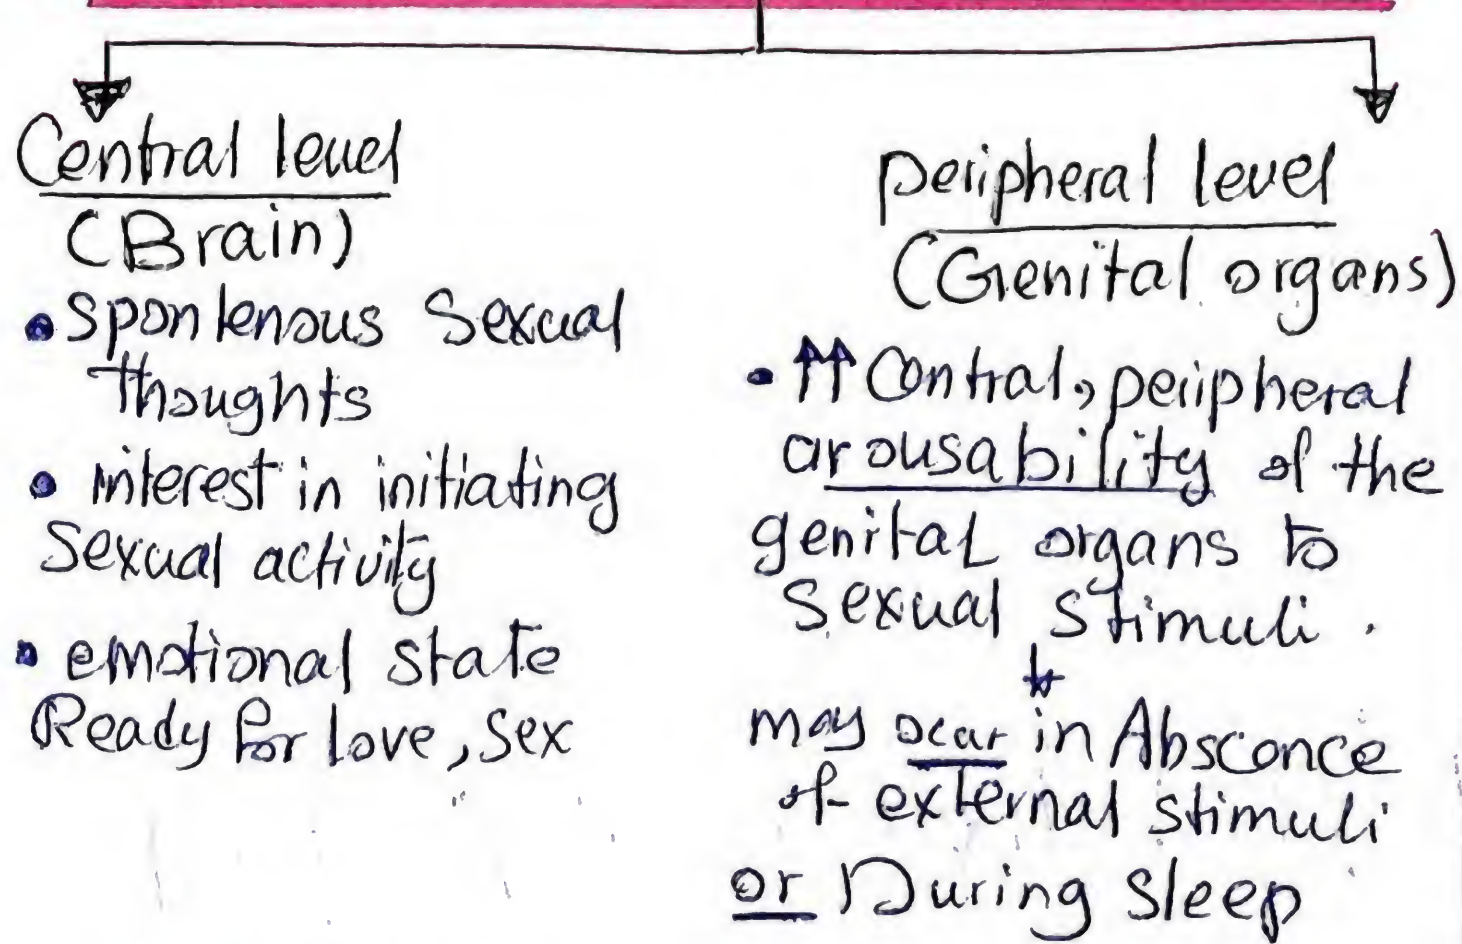 Central level
(Brain)
• spontenous Sexual
thoughts
• interest in initiating
Sexual activity
• emotional state
Ready for love, sex
peripheral level
(Genital organs)
• ↑↑ Contral, peripheral
arousability of the
genital organs to
sexual stimuli.
↓
may ocar in Absconce
of external stimuli
or During sleep